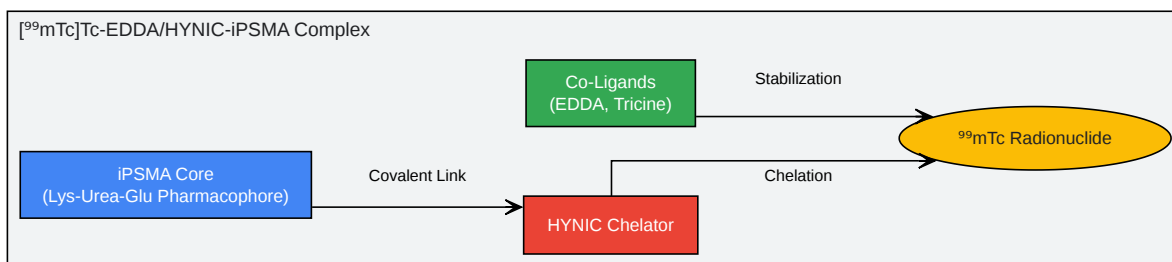 [⁹⁹mTc]Tc-EDDA/HYNIC-iPSMA Complex
Co-Ligands
(EDDA, Tricine)
Stabilization
⁹⁹mTc Radionuclide
iPSMA Core
(Lys-Urea-Glu Pharmacophore)
Covalent Link
Chelation
HYNIC Chelator